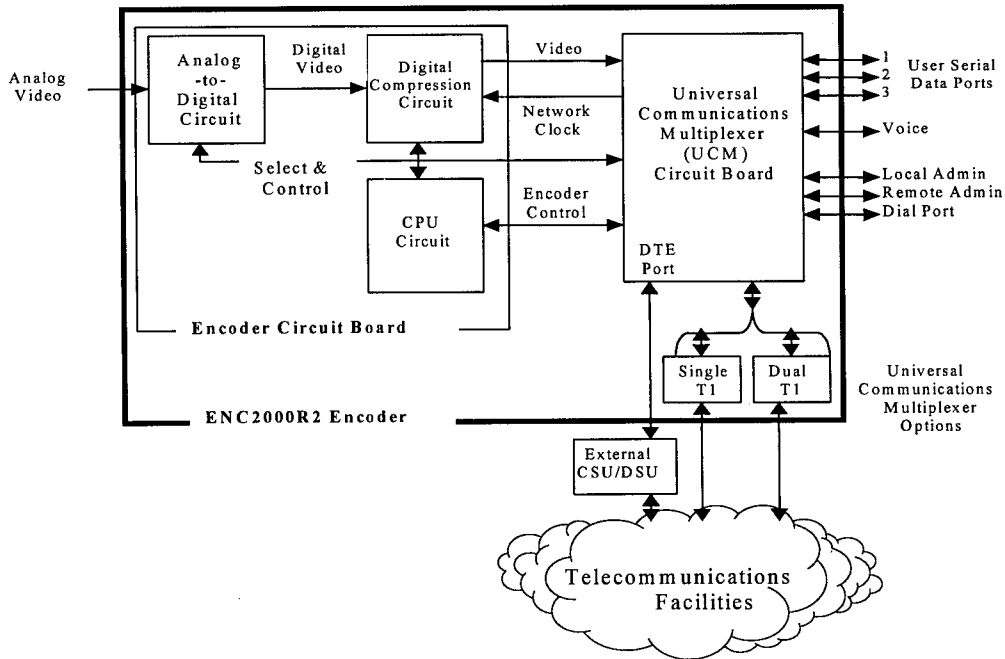 Analog
Video
Analog
-to-
Digital
Circuit
Digital
Video
Digital
Compression
Circuit
Video
Network
Clock
Select &
Control
CPU
Circuit
Encoder
Control
Universal
Communications
Multiplexer
(UCM)
Circuit Board
DTE
Port
1
2
3
User Serial
Data Ports
Voice
Local Admin
Remote Admin
Dial Port
Encoder Circuit Board
Single
T1
Dual
T1
Universal
Communications
Multiplexer
Options
ENC2000R2 Encoder
External
CSU/DSU
Telecommunications
Facilities